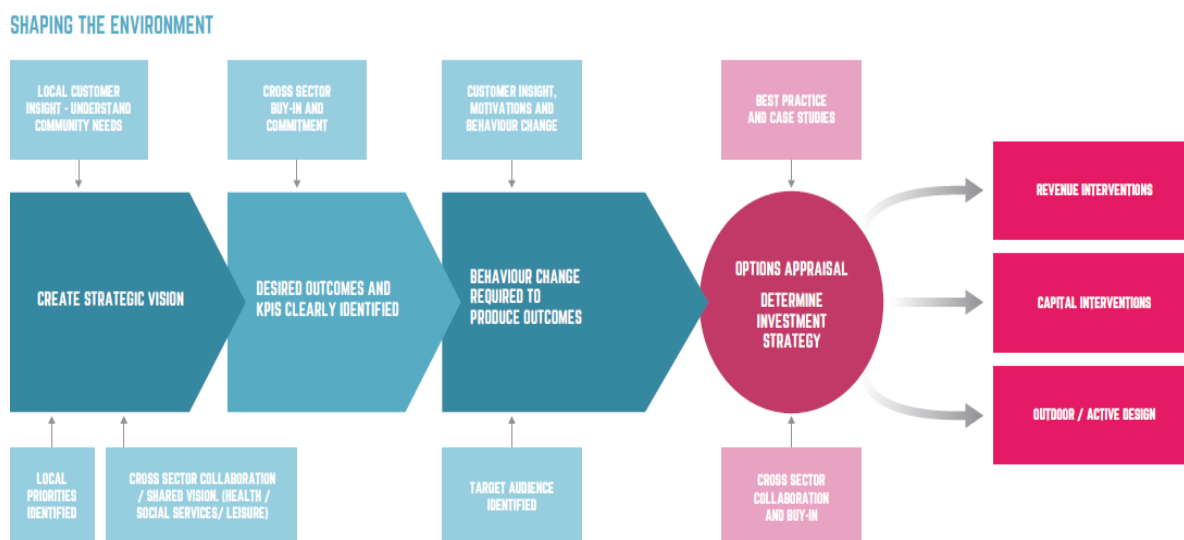 SHAPING THE ENVIRONMENT
LOCAL CUSTOMER
INSIGHT - UNDERSTAND
COMMUNITY NEEDS
CROSS SECTOR
BUY-IN AND
COMMITMENT
CUSTOMER INSIGHT,
MOTIVATIONS AND
BEHAVIOUR CHANGE
BEST PRACTICE
AND CASE STUDIES
CREATE STRATEGIC VISION
DESIRED OUTCOMES AND
KPIS CLEARLY IDENTIFIED
BEHAVIOUR CHANGE
REQUIRED TO
PRODUCE OUTCOMES
OPTIONS APPRAISAL
DETERMINE
INVESTMENT
STRATEGY
REVENUE INTERVENTIONS
CAPITAL INTERVENTIONS
OUTDOOR / ACTIVE DESIGN
LOCAL
PRIORITIES
IDENTIFIED
CROSS SECTOR COLLABORATION
/ SHARED VISION. (HEALTH /
SOCIAL SERVICES/ LEISURE)
TARGET AUDIENCE
IDENTIFIED
CROSS SECTOR
COLLABORATION
AND BUY-IN